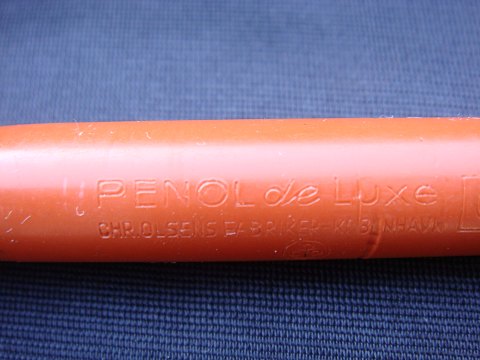 PENOL de Luxe
CHR. OLSENS FABRIKER - KØBENHAVN